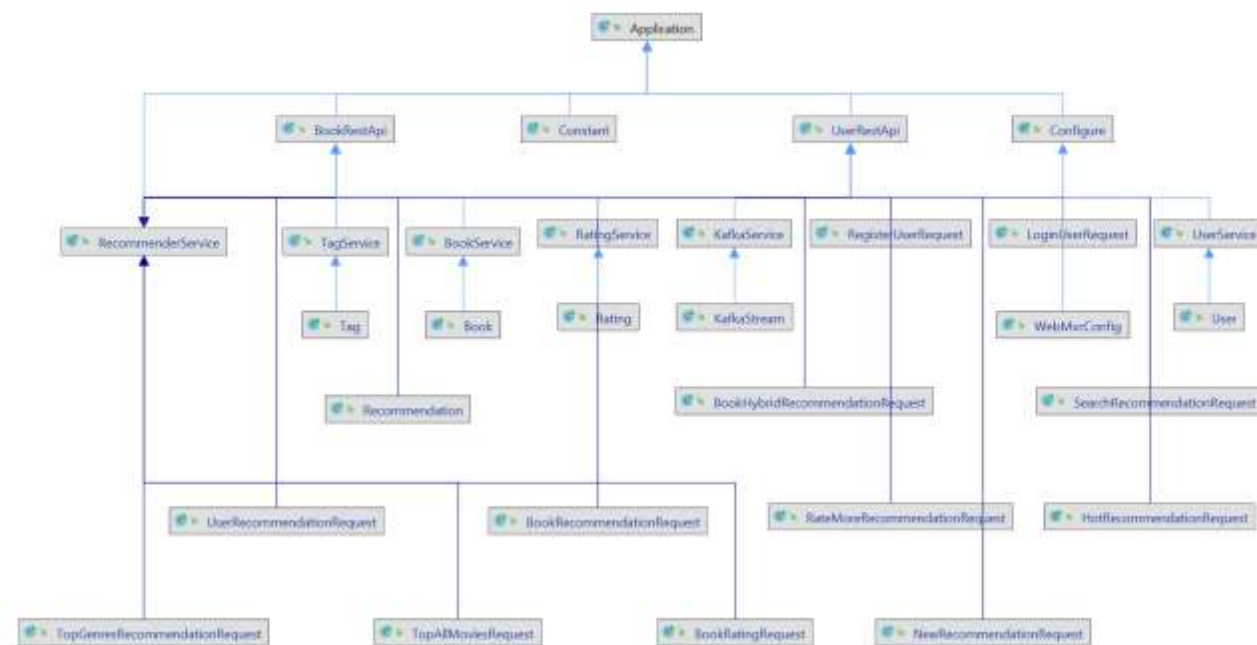 Application
BookRestApi
Constant
UserRestApi
Configure
RecommenderService
TagService
BookService
RatingService
KafkaService
RegisterUserRequest
LoginUserRequest
UserService
Tag
Book
Rating
KafkaStream
WebMvcConfig
User
Recommendation
BookHybridRecommendationRequest
SearchRecommendationRequest
UserRecommendationRequest
BookRecommendationRequest
RateMoreRecommendationRequest
HotRecommendationRequest
TopGenresRecommendationRequest
TopAllMoviesRequest
BookRatingRequest
NewRecommendationRequest